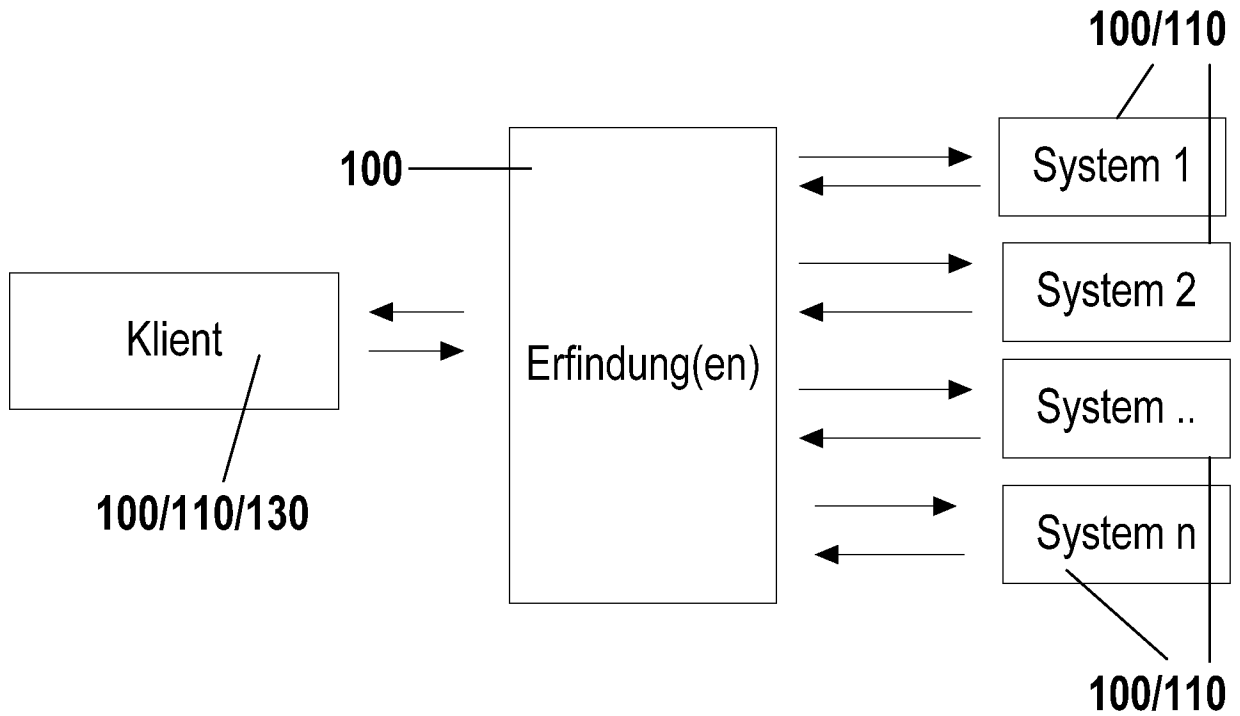 100/110
100
System 1
System 2
Klient
Erfindung(en)
System ..
100/110/130
System n
100/110